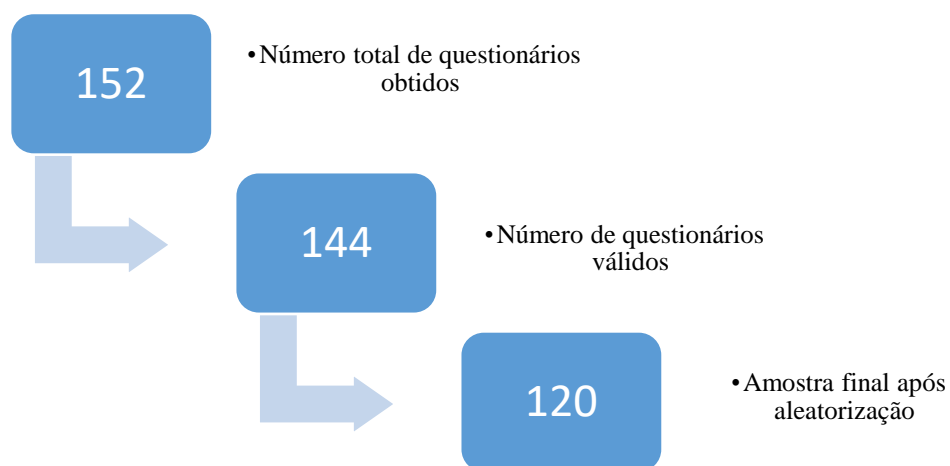 152
•Número total de questionários
obtidos
144
•Número de questionários
válidos
120
•Amostra final após
aleatorização